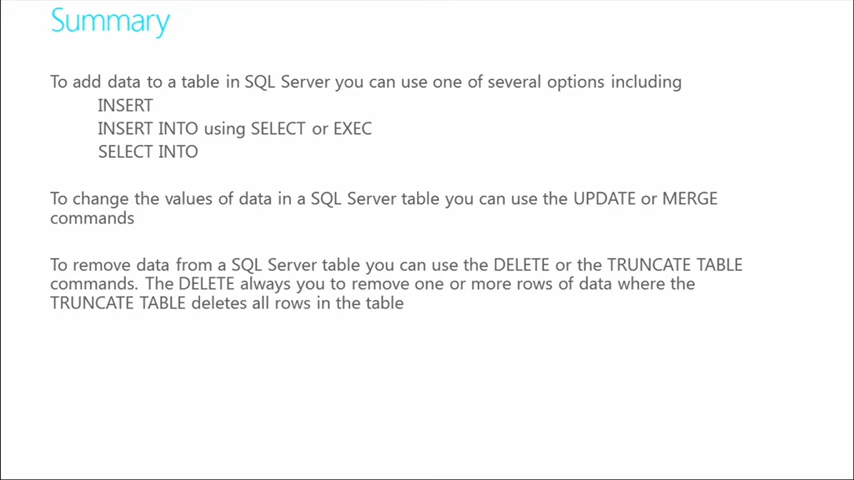 Summary
To add data to a table in SQL Server you can use one of several options including
INSERT
INSERT INTO using SELECT or EXEC
SELECT INTO
To change the values of data in a SQL Server table you can use the UPDATE or MERGE
commands
To remove data from a SQL Server table you can use the DELETE or the TRUNCATE TABLE
commands. The DELETE always you to remove one or more rows of data where the
TRUNCATE TABLE deletes all rows in the table